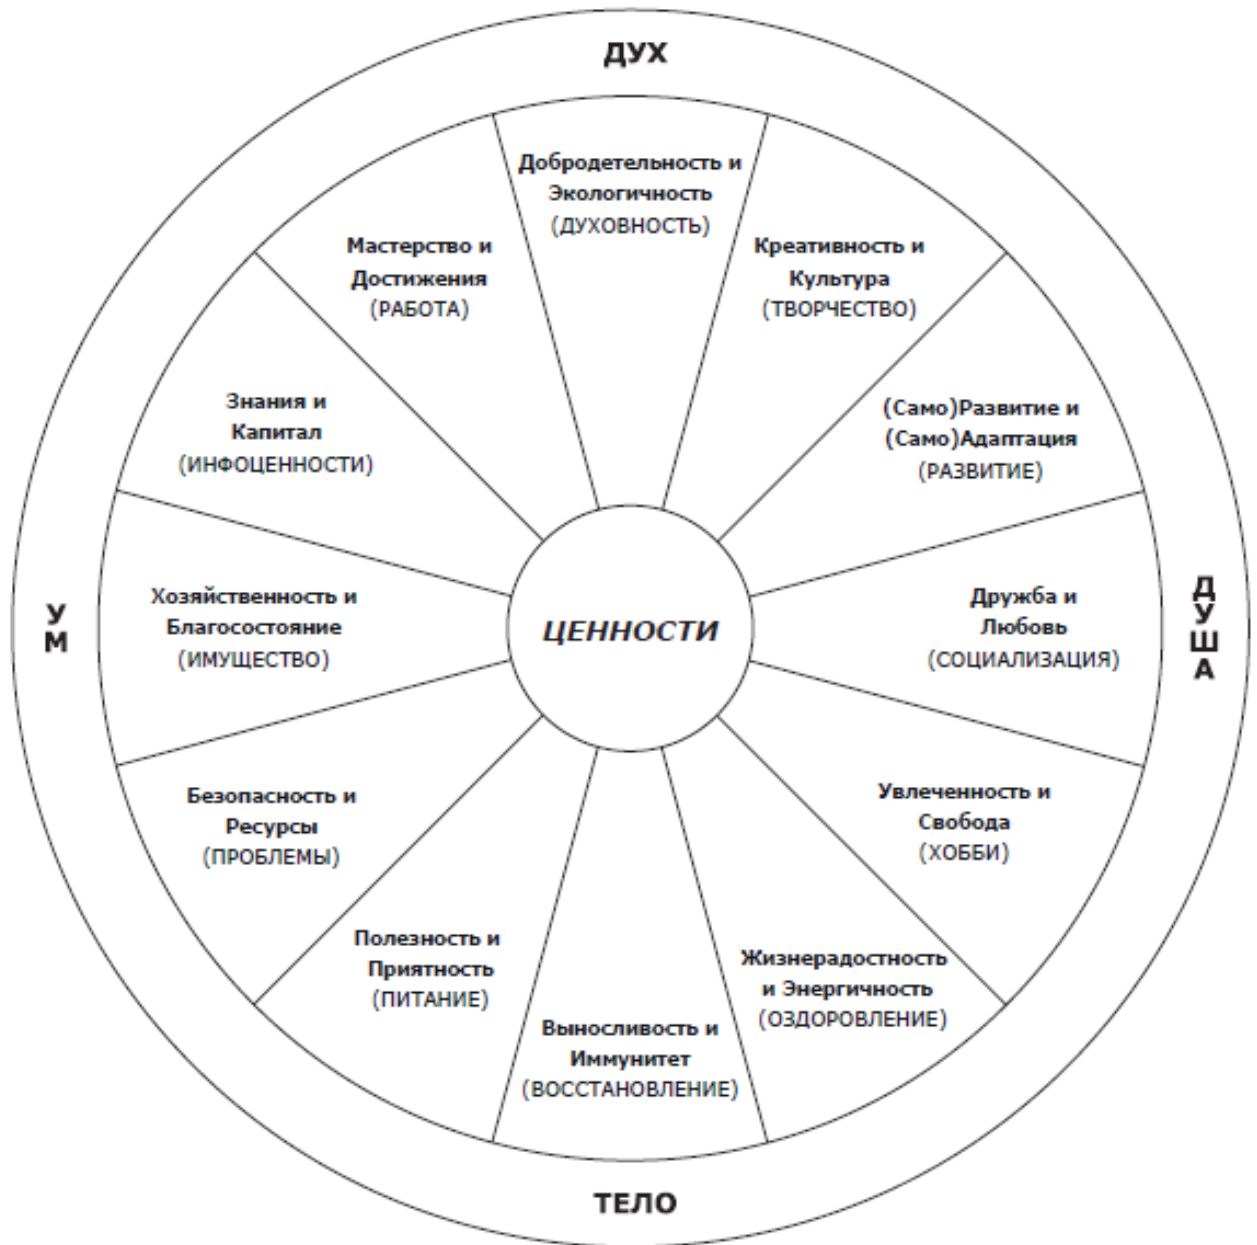 ДУХ
Добродетельность и
Экологичность
(ДУХОВНОСТЬ)
Креативность и
Культура
(ТВОРЧЕСТВО)
(Само)Развитие и
(Само)Адаптация
(РАЗВИТИЕ)
ДУША
Дружба и
Любовь
(СОЦИАЛИЗАЦИЯ)
Увлеченность и
Свобода
(ХОББИ)
Жизнерадостность
и Энергичность
(ОЗДОРОВЛЕНИЕ)
Выносливость и
Иммунитет
(ВОССТАНОВЛЕНИЕ)
ТЕЛО
Полезность и
Приятность
(ПИТАНИЕ)
Безопасность и
Ресурсы
(ПРОБЛЕМЫ)
УМ
Хозяйственность и
Благосостояние
(ИМУЩЕСТВО)
Знания и
Капитал
(ИНФОЦЕННОСТИ)
Мастерство и
Достижения
(РАБОТА)
ЦЕННОСТИ